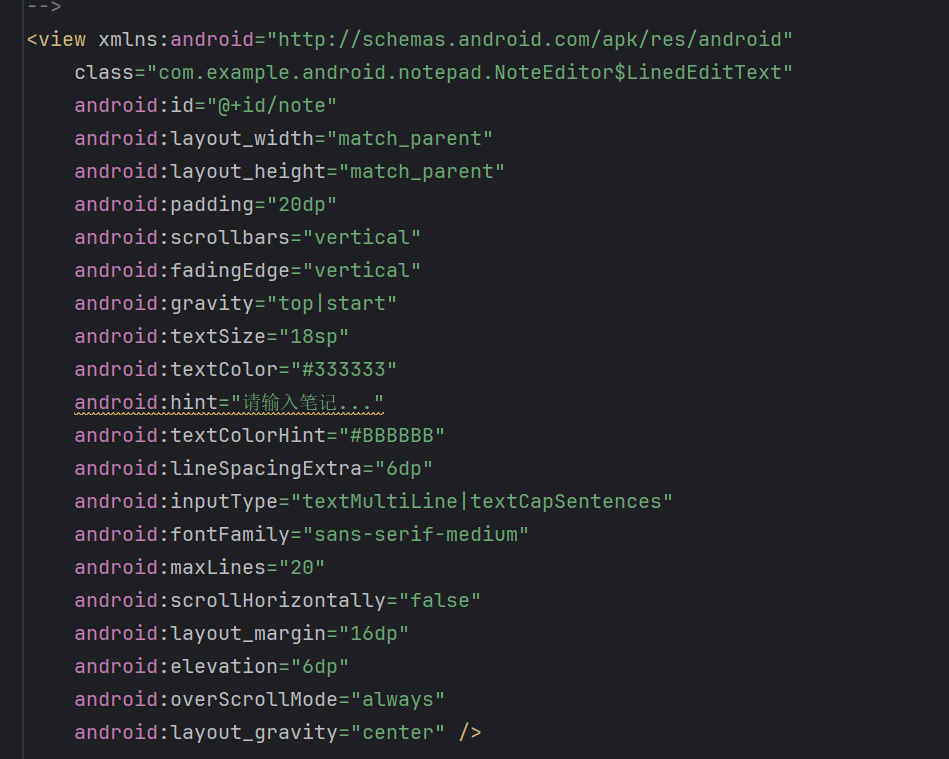 -->
<view xmlns:android="http://schemas.android.com/apk/res/android"
    class="com.example.android.notepad.NoteEditor$LinedEditText"
    android:id="@+id/note"
    android:layout_width="match_parent"
    android:layout_height="match_parent"
    android:padding="20dp"
    android:scrollbars="vertical"
    android:fadingEdge="vertical"
    android:gravity="top|start"
    android:textSize="18sp"
    android:textColor="#333333"
    android:hint="请输入笔记..."
    android:textColorHint="#BBBBBB"
    android:lineSpacingExtra="6dp"
    android:inputType="textMultiLine|textCapSentences"
    android:fontFamily="sans-serif-medium"
    android:maxLines="20"
    android:scrollHorizontally="false"
    android:layout_margin="16dp"
    android:elevation="6dp"
    android:overScrollMode="always"
    android:layout_gravity="center" />